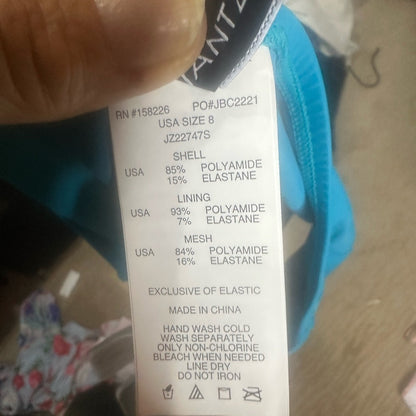 ANTZ
RN #158226 PO#JBC2221
USA SIZE 8
JZ22747S
SHELL
USA 85% POLYAMIDE
15% ELASTANE
LINING
USA 93% POLYAMIDE
7% ELASTANE
MESH
USA 84% POLYAMIDE
16% ELASTANE
EXCLUSIVE OF ELASTIC
MADE IN CHINA
HAND WASH COLD
WASH SEPARATELY
ONLY NON-CHLORINE
BLEACH WHEN NEEDED
LINE DRY
DO NOT IRON